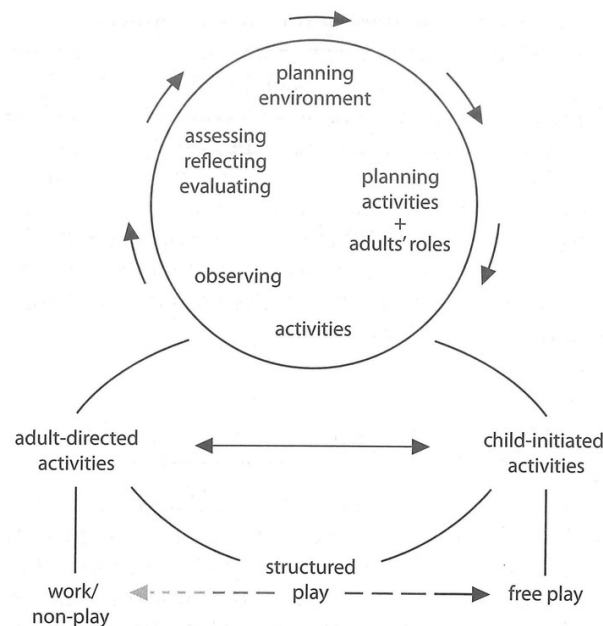 planning
environment
assessing
reflecting
evaluating
planning
activities
+
adults' roles
observing
activities
adult-directed
activities
child-initiated
activities
structured
play
work/
non-play
free play